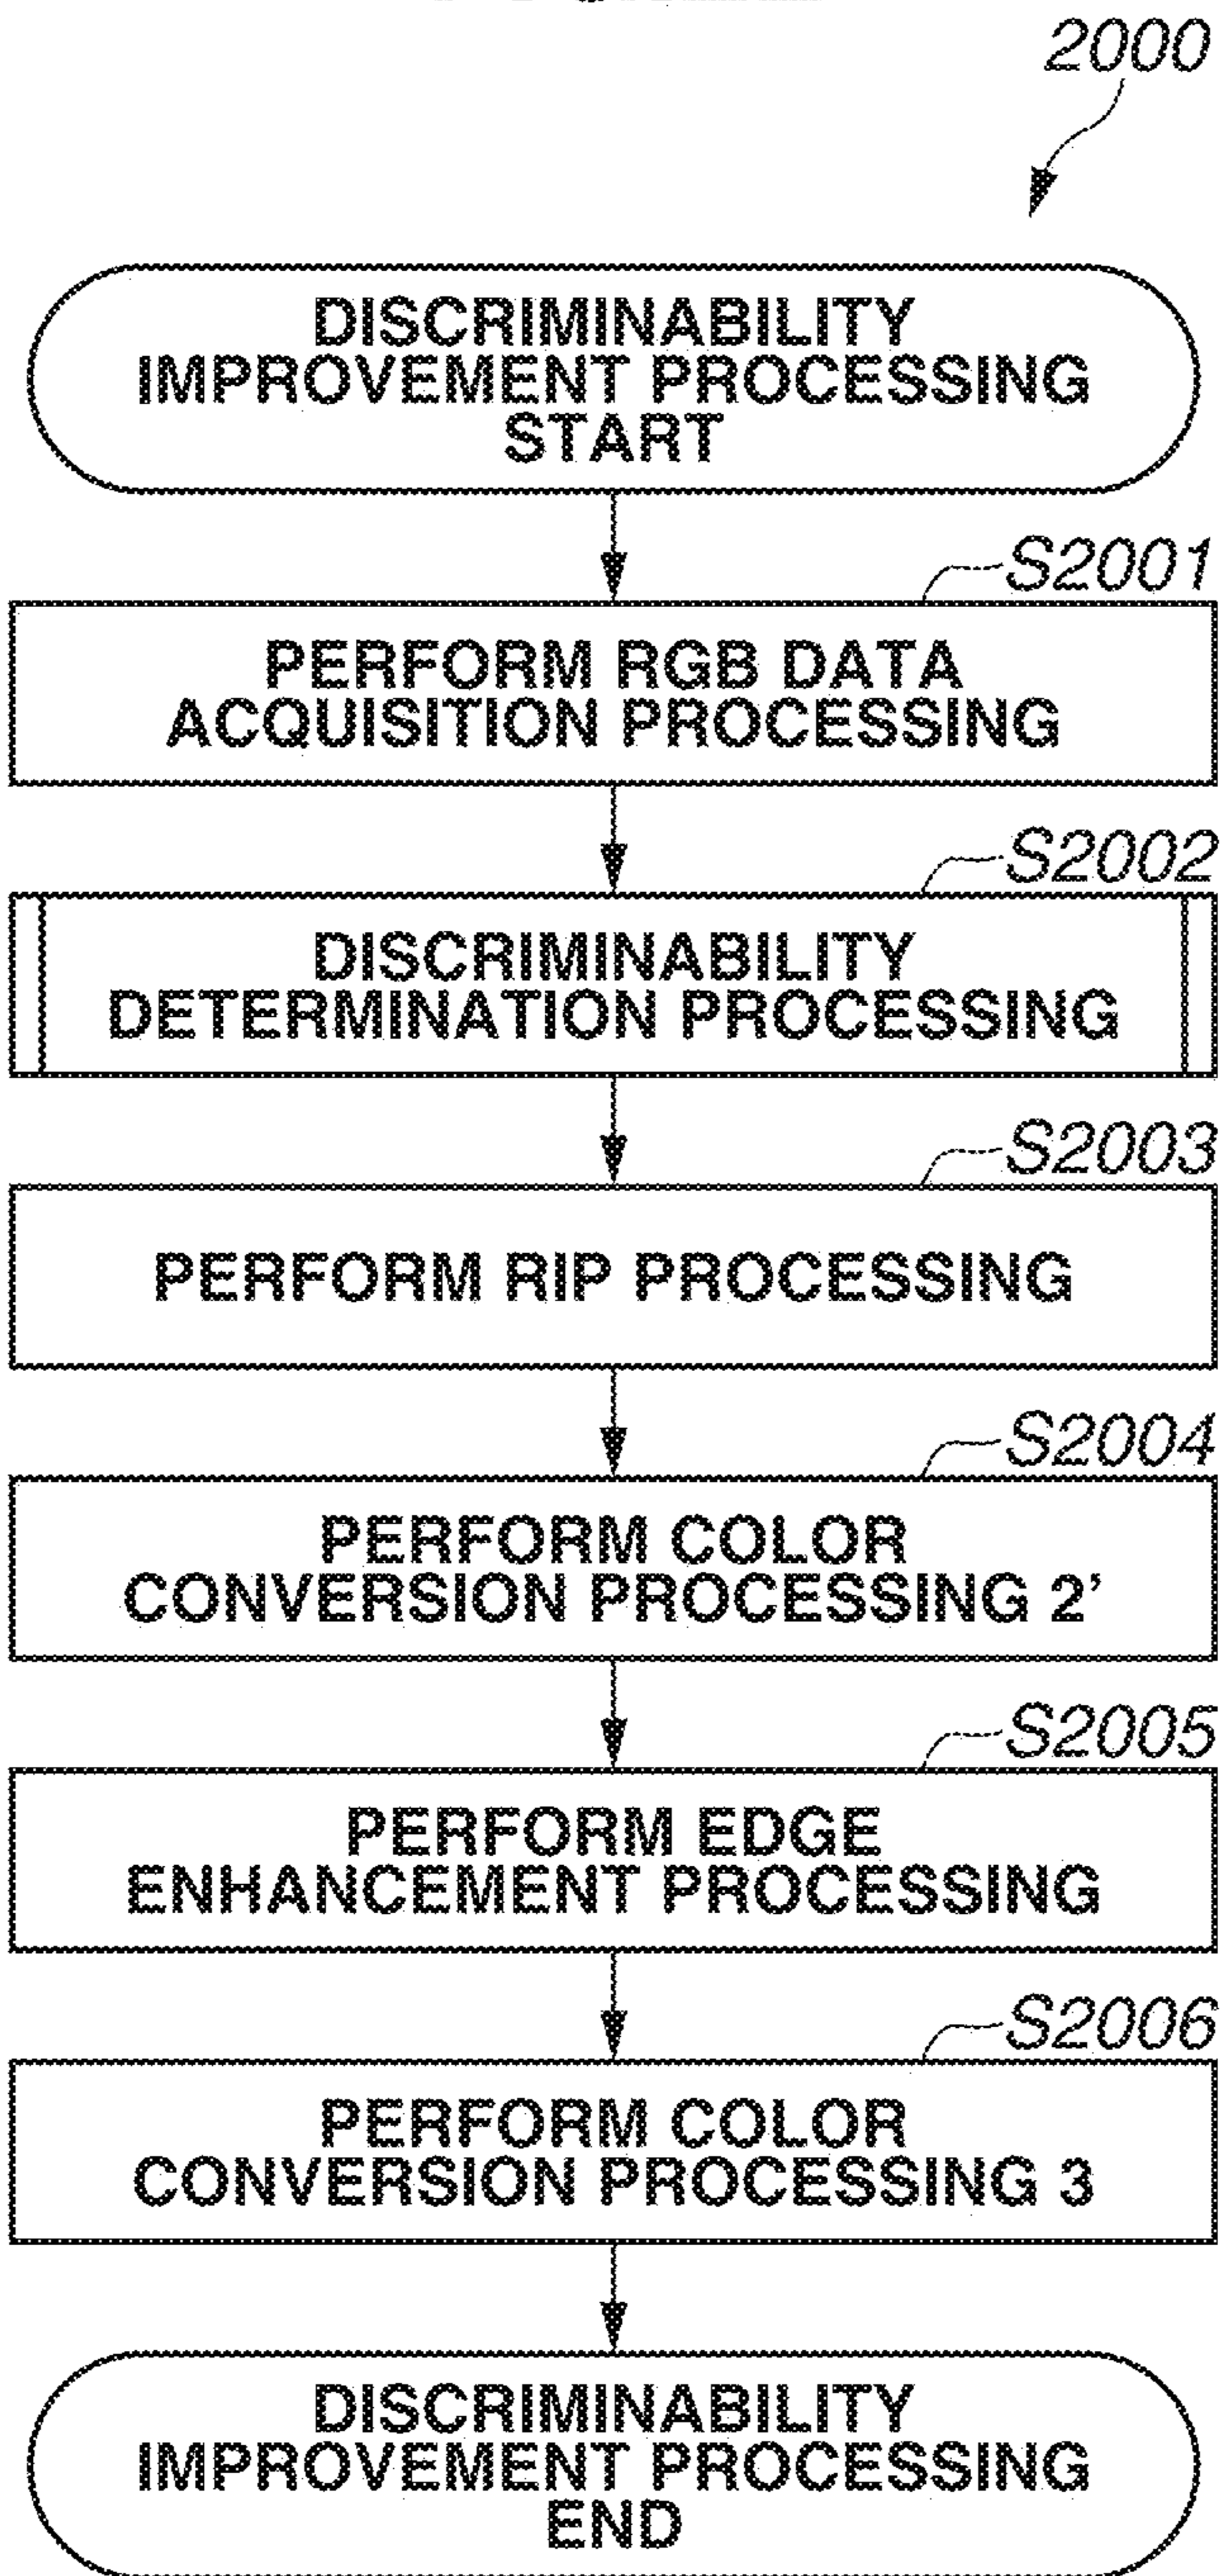 2000
DISCRIMINABILITY
IMPROVEMENT PROCESSING
START
S2001
PERFORM RGB DATA
ACQUISITION PROCESSING
S2002
DISCRIMINABILITY
DETERMINATION PROCESSING
S2003
PERFORM RIP PROCESSING
S2004
PERFORM COLOR
CONVERSION PROCESSING 2'
S2005
PERFORM EDGE
ENHANCEMENT PROCESSING
S2006
PERFORM COLOR
CONVERSION PROCESSING 3
DISCRIMINABILITY
IMPROVEMENT PROCESSING
END